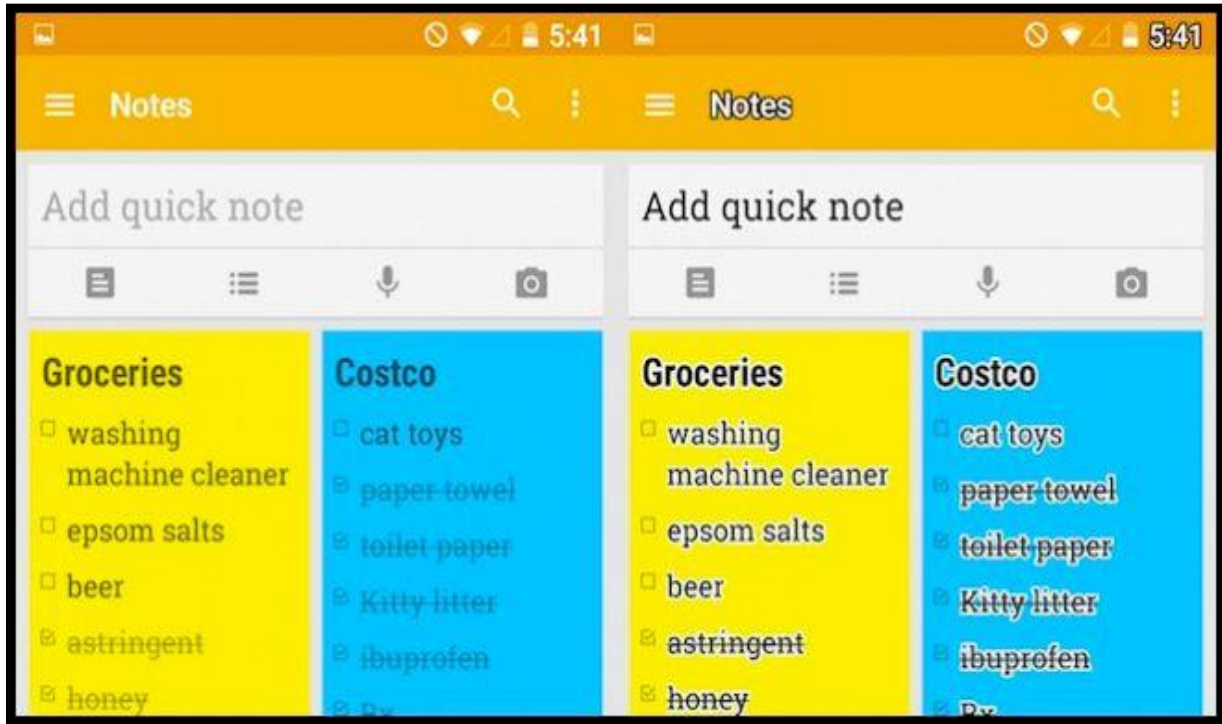 5:41
Notes
Add quick note
Groceries
washing
machine cleaner
epsom salts
beer
astringent
honey
Costco
cat toys
paper towel
toilet paper
Kitty litter
ibuprofen
Rx
5:41
Notes
Add quick note
Groceries
washing
machine cleaner
epsom salts
beer
astringent
honey
Costco
cat toys
paper towel
toilet paper
Kitty litter
ibuprofen
Rx